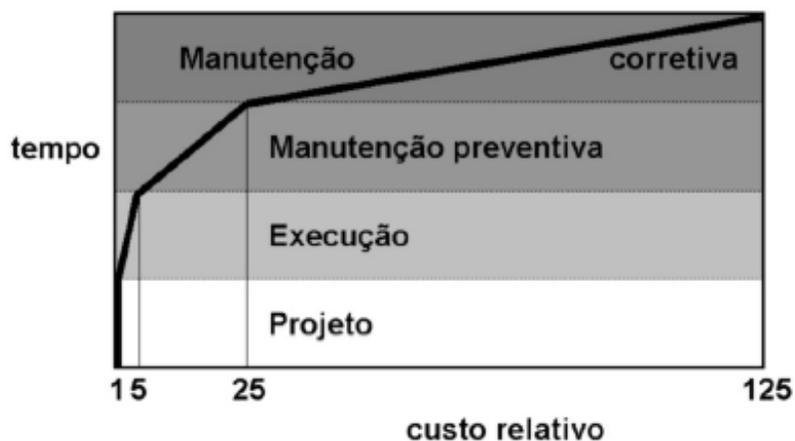 Manutenção corretiva
tempo
Manutenção preventiva
Execução
Projeto
1 5 25 125
custo relativo